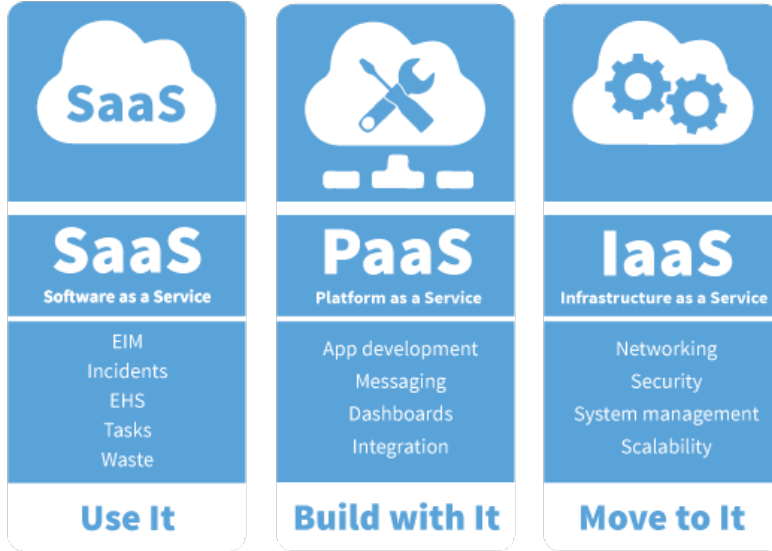 SaaS
SaaS
Software as a Service
EIM
Incidents
EHS
Tasks
Waste
Use It
PaaS
Platform as a Service
App development
Messaging
Dashboards
Integration
Build with It
IaaS
Infrastructure as a Service
Networking
Security
System management
Scalability
Move to It